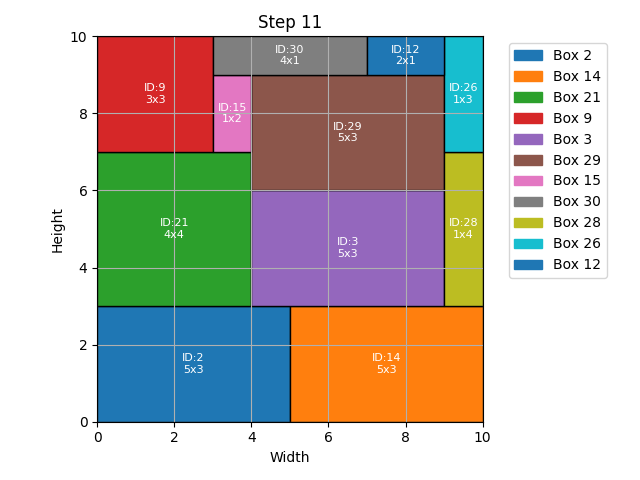 Step 11
Height
10
8
6
4
2
0
ID:9
3x3
ID:30
4x1
ID:12
2x1
ID:26
1x3
ID:15
1x2
ID:29
5x3
ID:21
4x4
ID:3
5x3
ID:28
1x4
ID:2
5x3
ID:14
5x3
0 2 4 6 8 10
Width
Box 2
Box 14
Box 21
Box 9
Box 3
Box 29
Box 15
Box 30
Box 28
Box 26
Box 12